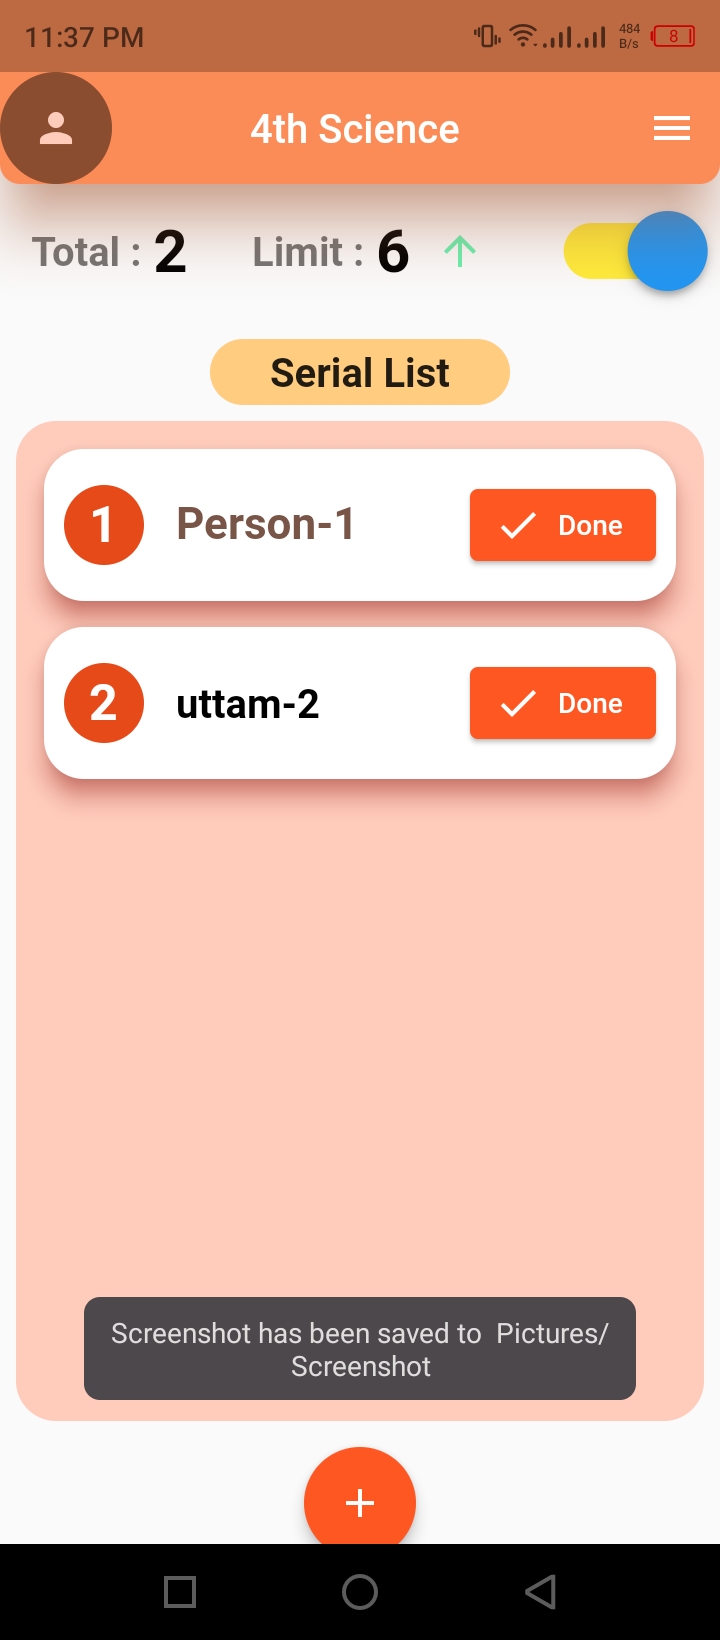 11:37 PM
484
B/s
8
4th Science
Total : 2 Limit : 6
Serial List
1 Person-1 Done
2 uttam-2 Done
Screenshot has been saved to Pictures/
Screenshot